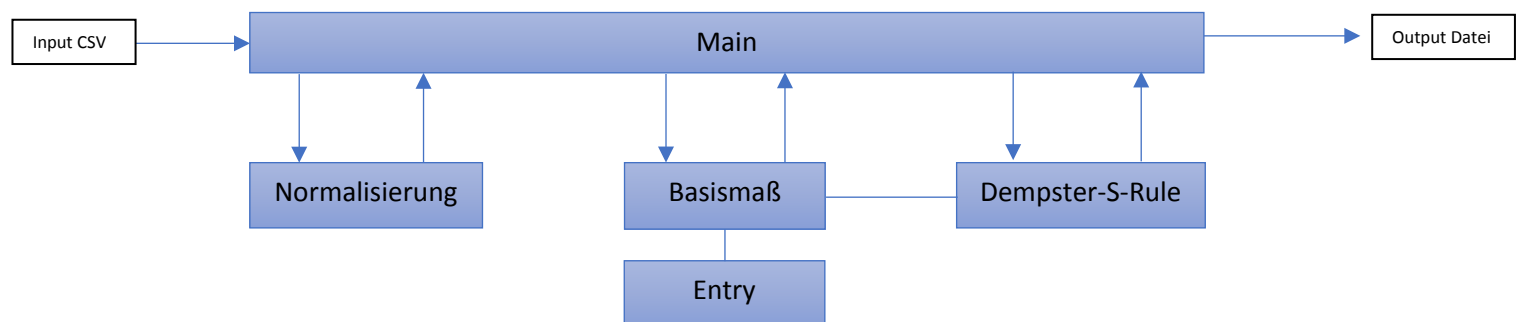 Input CSV
Main
Output Datei
Normalisierung
Basismaß
Dempster-S-Rule
Entry